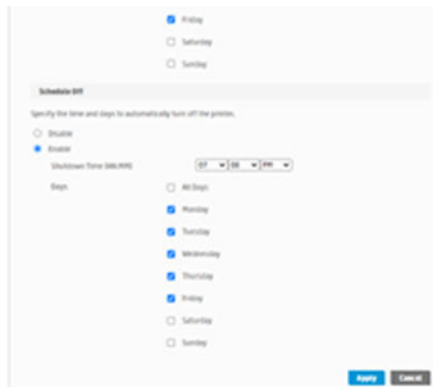 Friday
Saturday
Sunday
Schedule Off
Specify the time and days to automatically turn off the printer.
Disable
Enable
Shutdown Time (HH:MM) 07 PM
Days All Days
Monday
Tuesday
Wednesday
Thursday
Friday
Saturday
Sunday
Apply Cancel